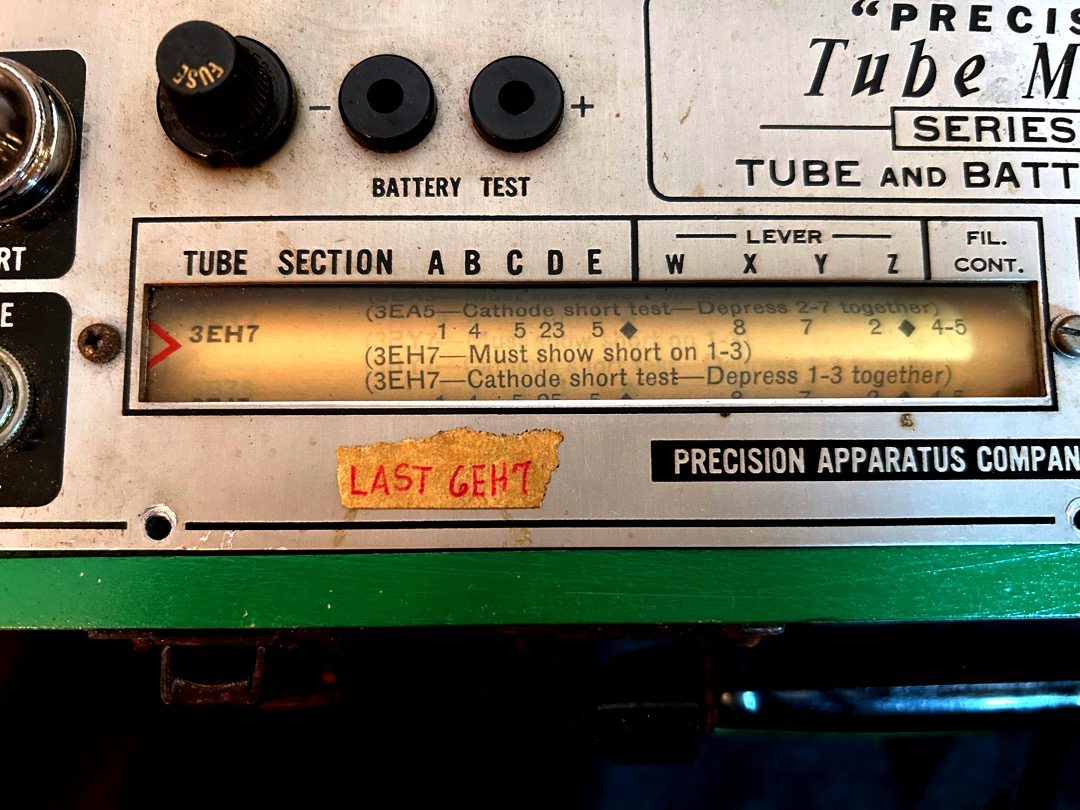 FUSE
“PRECIS
Tube M
SERIES
TUBE AND BATT
− +
BATTERY TEST
RT
E
TUBE SECTION A B C D E
LEVER
W X Y Z
FIL.
CONT.
(3EA5—Cathode short test—Depress 2-7 together)
3EH7 1 4 5 23 5 ◆ 8 7 2 ◆ 4-5
(3EH7—Must show short on 1-3)
(3EH7—Cathode short test—Depress 1-3 together)
LAST 6EH7
PRECISION APPARATUS COMPAN